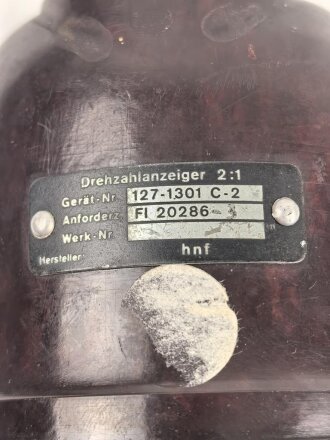 Drehzahlanzeiger 2:1
Gerät-Nr. 127-1301 C-2
Anforderz. Fl 20286
Werk-Nr.
Hersteller: hnf